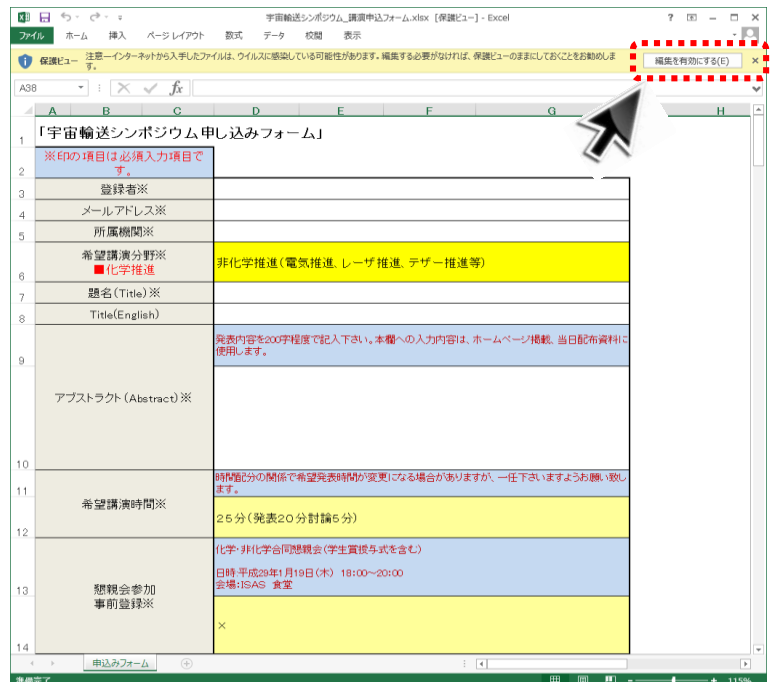 宇宙輸送シンポジウム_講演申込フォーム.xlsx [保護ビュー] - Excel
ファイル ホーム 挿入 ページ レイアウト 数式 データ 校閲 表示
保護ビュー 注意—インターネットから入手したファイルは、ウイルスに感染している可能性があります。編集する必要がなければ、保護ビューのままにしておくことをお勧めします。 編集を有効にする(E)
A38 fx
A B C D E F G H
1 「宇宙輸送シンポジウム申し込みフォーム」
2 ※印の項目は必須入力項目です。
3 登録者※
4 メールアドレス※
5 所属機関※
6 希望講演分野※
■化学推進
非化学推進(電気推進、レーザ推進、テザー推進等)
7 題名(Title)※
8 Title(English)
9 発表内容を200字程度で記入下さい。本欄への入力内容は、ホームページ掲載、当日配布資料に
使用します。
10 アブストラクト(Abstract)※
11 時間配分の関係で希望発表時間が変更になる場合がありますが、一任下さいますようお願い致し
ます。
12 希望講演時間※
25分(発表20分討論5分)
13 化学・非化学合同懇親会(学生賞授与式を含む)
日時:平成29年1月19日(木) 18:00~20:00
会場:ISAS 食堂
懇親会参加
事前登録※
14 ×
申込みフォーム
準備完了 115%